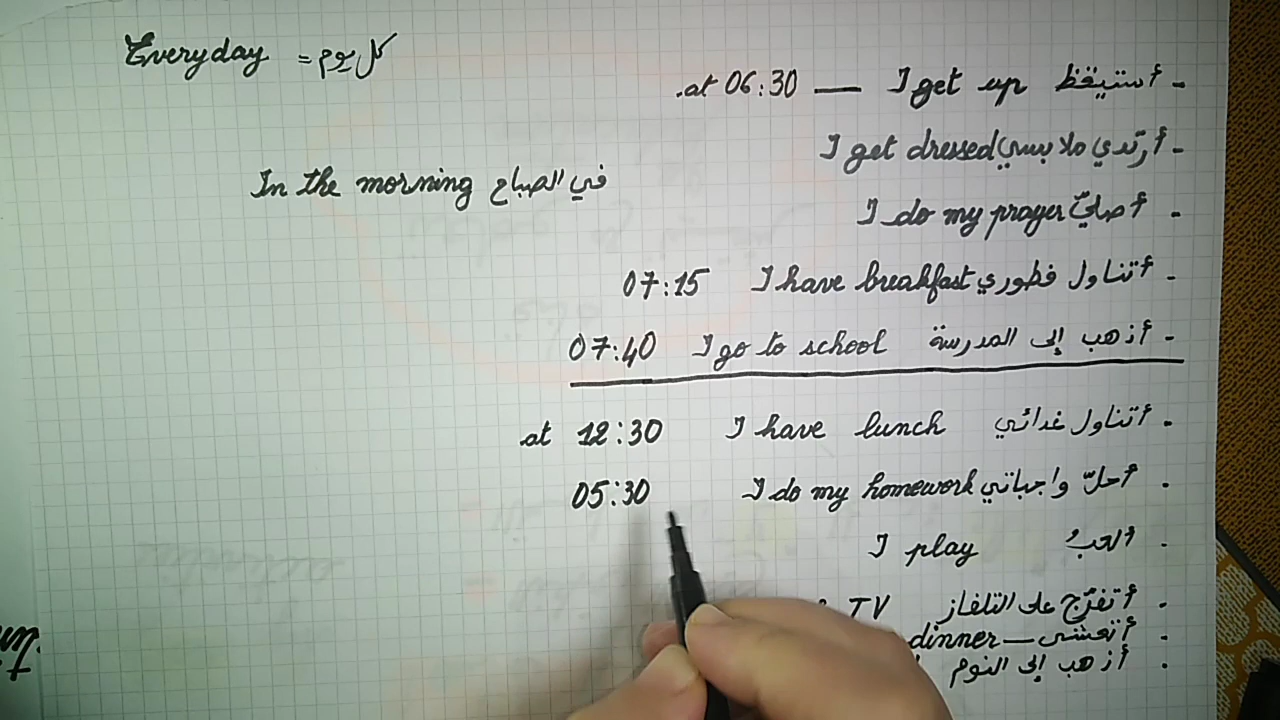 Everyday = كل يوم
at 06:30 — I get up أستيقظ -
I get dressed أرتدي ملابسي -
In the morning في الصباح
I do my prayer أصليّ -
07:15 I have breakfast أتناول فطوري -
07:40 I go to school أذهب إلى المدرسة -
at 12:30 I have lunch أتناول غدائي -
05:30 I do my homework أحلّ واجباتي -
I play ألعبُ -
TV أتفرّج على التلفاز -
dinner — أتعشى -
أذهب إلى النوم -